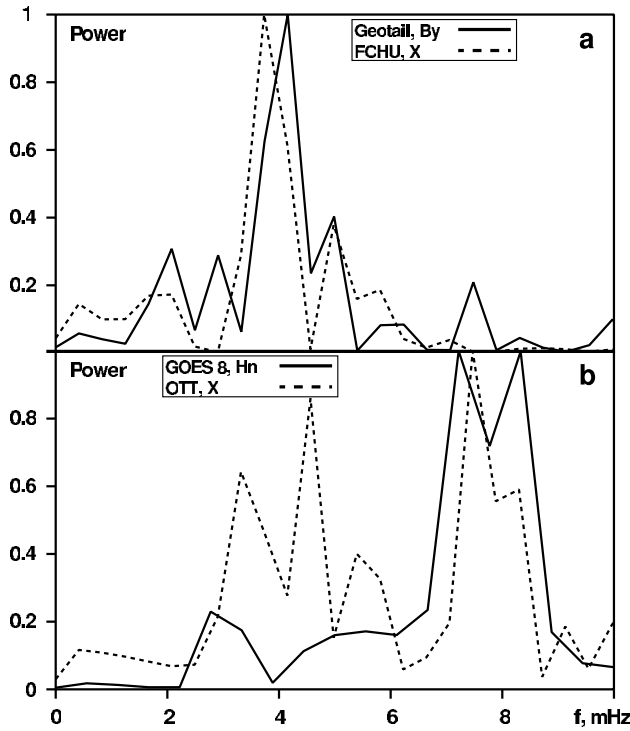 1
Power
Geotail, By
FCHU, X
a
0.8
0.6
0.4
0.2
Power
GOES 8, Hn
OTT, X
b
0.8
0.6
0.4
0.2
0
0 2 4 6 8 f, mHz